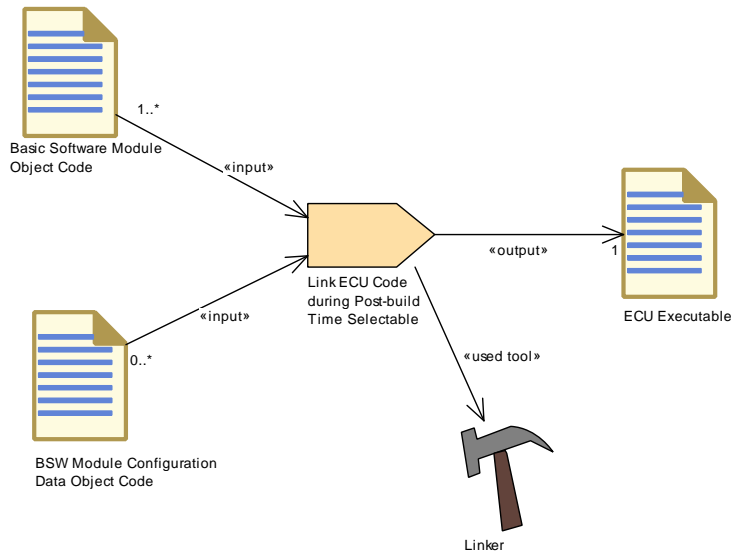 1..*
Basic Software Module
Object Code
«input»
«output»
1
Link ECU Code
during Post-build
Time Selectable
ECU Executable
«input»
0..*
«used tool»
BSW Module Configuration
Data Object Code
Linker